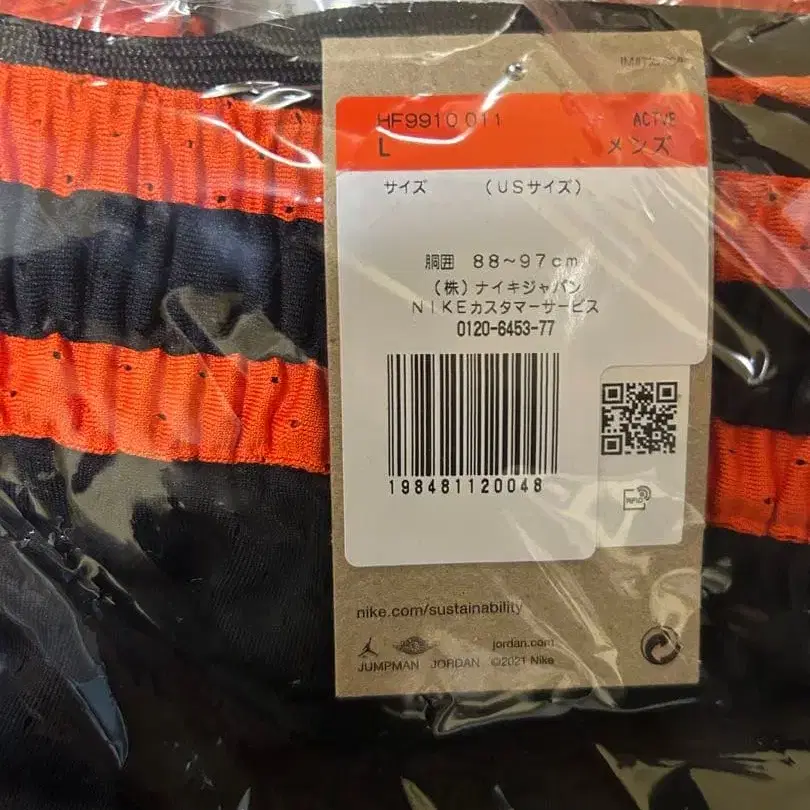 HF9910 011 ACTVE
L メンズ
サイズ （USサイズ）
胴囲 88～97cm
（株）ナイキジャパン
NIKEカスタマーサービス
0120-6453-77
198481120048
RFID
nike.com/sustainability
jordan.com
JUMPMAN JORDAN ©2021 Nike